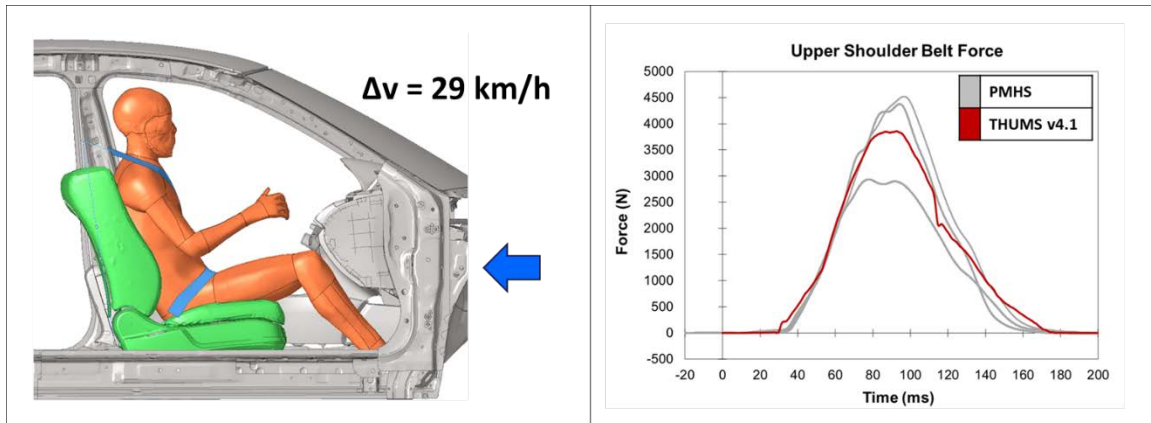 Δv = 29 km/h
Upper Shoulder Belt Force
5000
4500
4000
3500
3000
2500
2000
1500
1000
500
0
-500
Force (N)
PMHS
THUMS v4.1
-20 0 20 40 60 80 100 120 140 160 180 200
Time (ms)